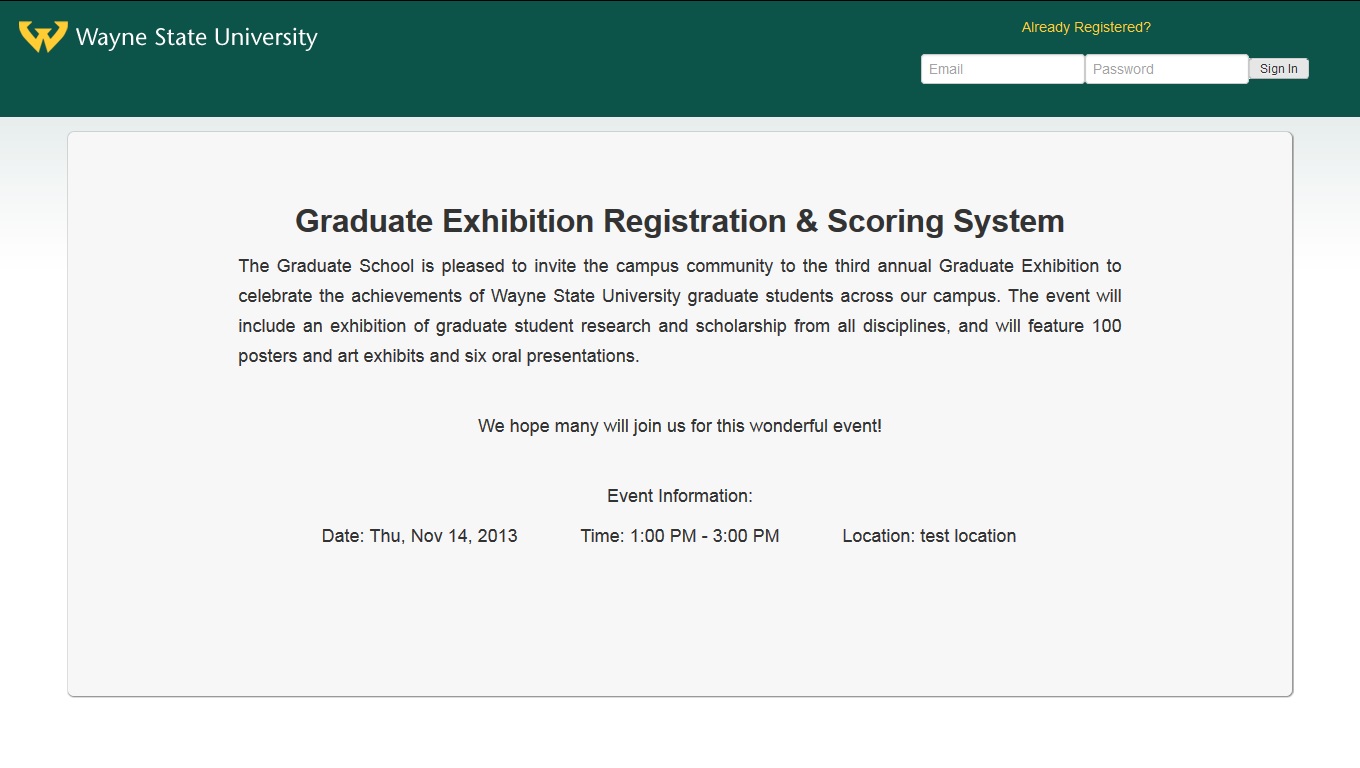 Wayne State University
Already Registered?
Email
Password
Sign In
Graduate Exhibition Registration & Scoring System
The Graduate School is pleased to invite the campus community to the third annual Graduate Exhibition to
celebrate the achievements of Wayne State University graduate students across our campus. The event will
include an exhibition of graduate student research and scholarship from all disciplines, and will feature 100
posters and art exhibits and six oral presentations.
We hope many will join us for this wonderful event!
Event Information:
Date: Thu, Nov 14, 2013 Time: 1:00 PM - 3:00 PM Location: test location